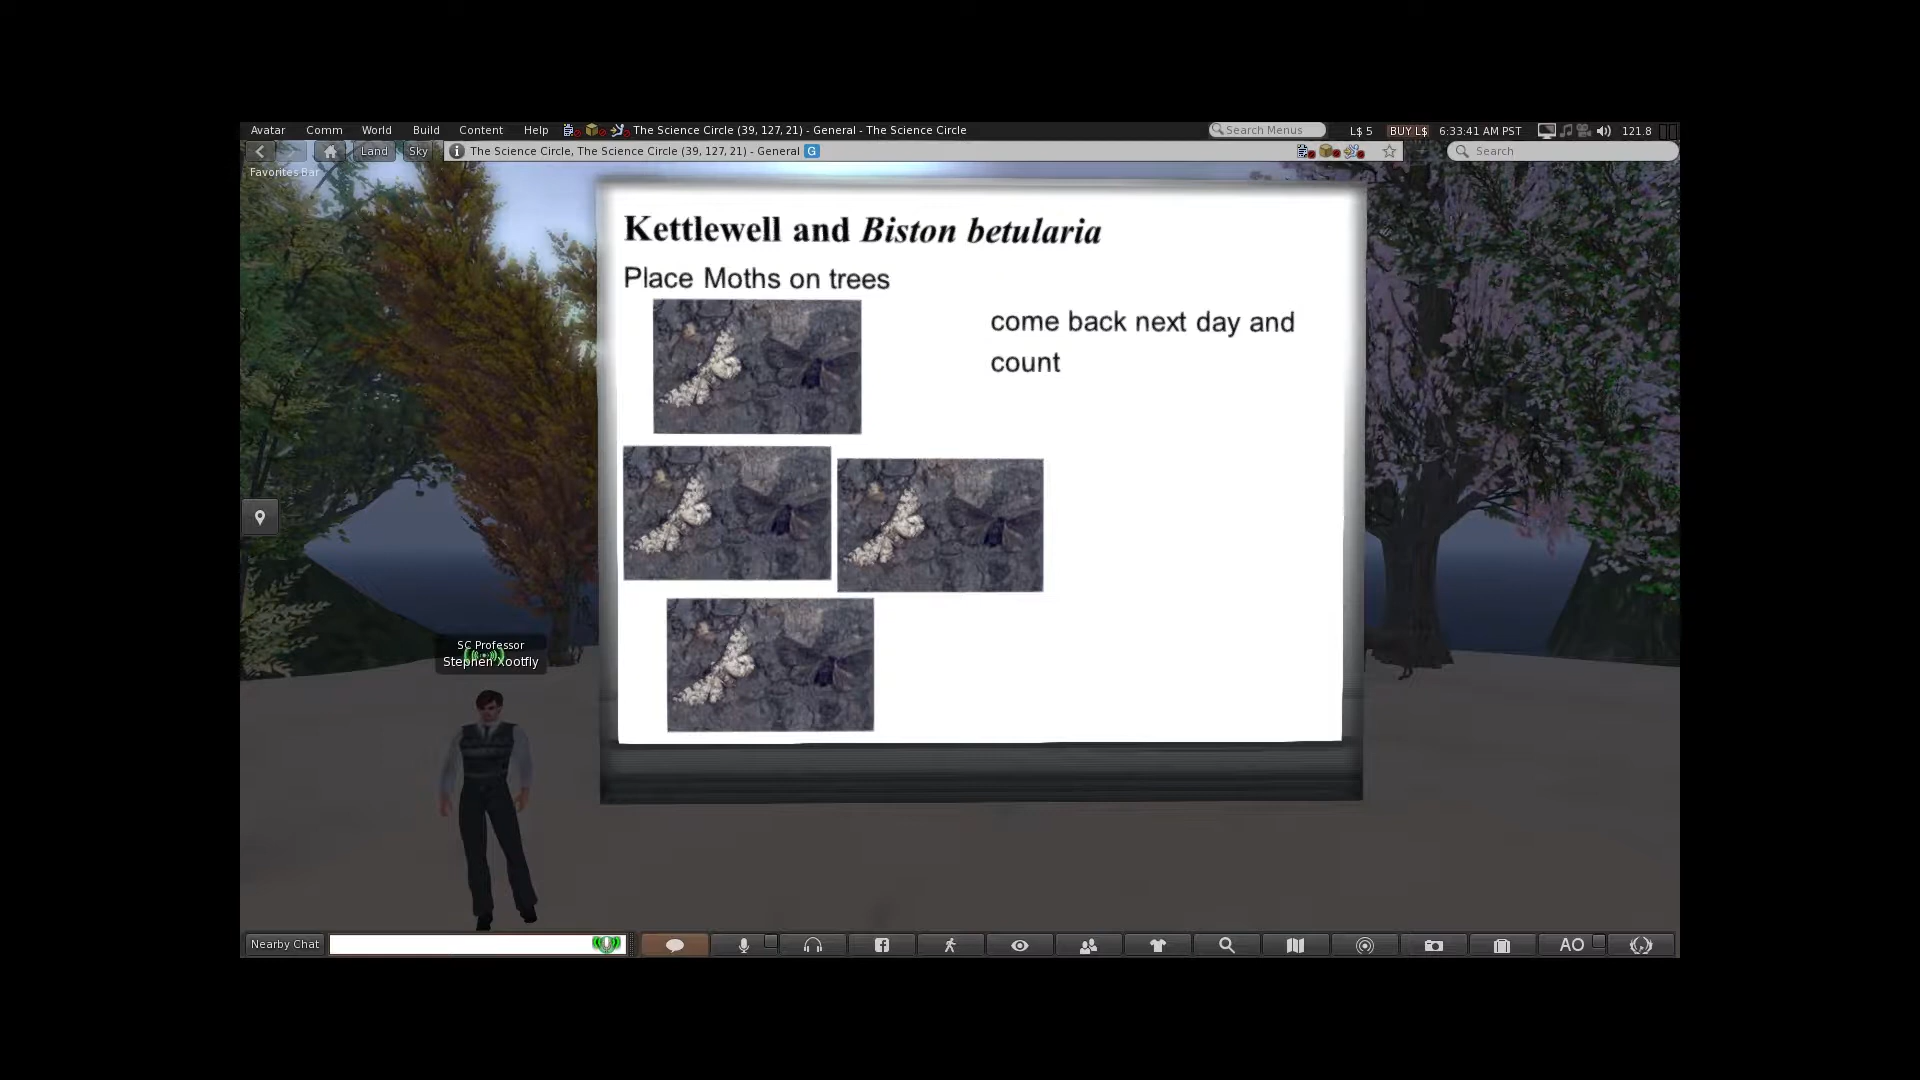 Avatar Comm World Build Content Help The Science Circle (39, 127, 21) - General - The Science Circle Search Menus L$ 5 BUY L$ 6:33:41 AM PST 121.8
Land Sky The Science Circle, The Science Circle (39, 127, 21) - General G Search
Favorites Bar
Kettlewell and Biston betularia
Place Moths on trees
come back next day and
count
SC Professor
Stephen Xootfly
Nearby Chat AO